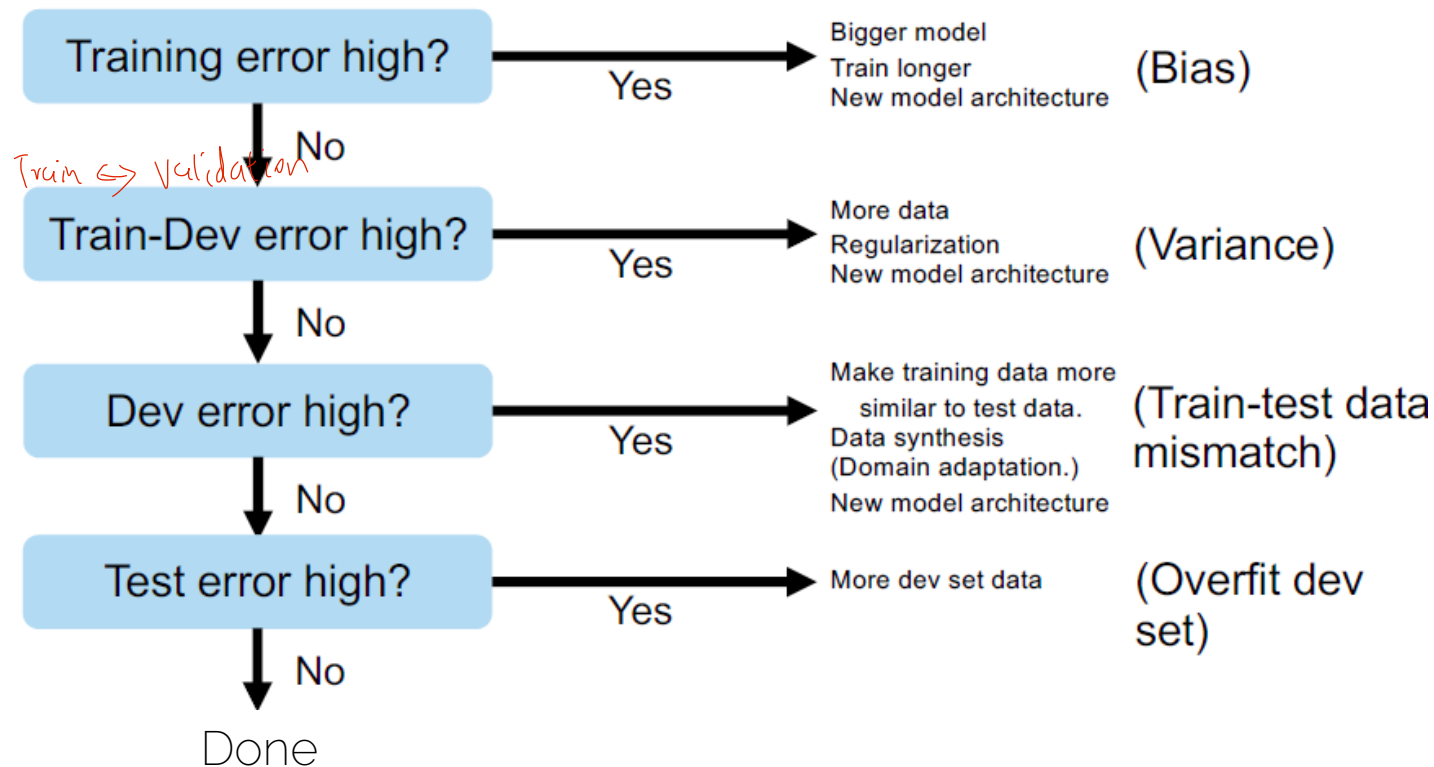 Training error high?
Yes
Bigger model
Train longer
New model architecture
(Bias)
No
Train <=> validation
Train-Dev error high?
Yes
More data
Regularization
New model architecture
(Variance)
No
Dev error high?
Yes
Make training data more
similar to test data.
Data synthesis
(Domain adaptation.)
New model architecture
(Train-test data
mismatch)
No
Test error high?
Yes
More dev set data
(Overfit dev
set)
No
Done